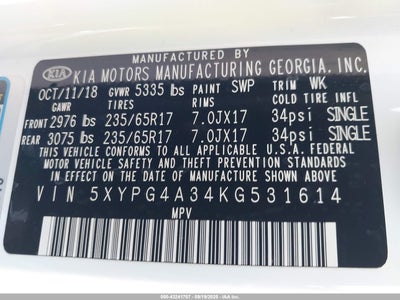 MANUFACTURED BY
KIA KIA MOTORS MANUFACTURING GEORGIA, INC.
OCT/11/18 GVWR 5335 lbs PAINT SWP TRIM WK
GAWR TIRES RIMS COLD TIRE INFL
FRONT 2976 lbs 235/65R17 7.0JX17 34psi SINGLE
REAR 3075 lbs 235/65R17 7.0JX17 34psi SINGLE
THIS VEHICLE CONFORMS TO ALL APPLICABLE U.S.A. FEDERAL
MOTOR VEHICLE SAFETY AND THEFT PREVENTION STANDARDS
IN EFFECT ON THE DATE OF MANUFACTURE SHOWN ABOVE.
VIN 5XYPG4A34KG531614
MPV